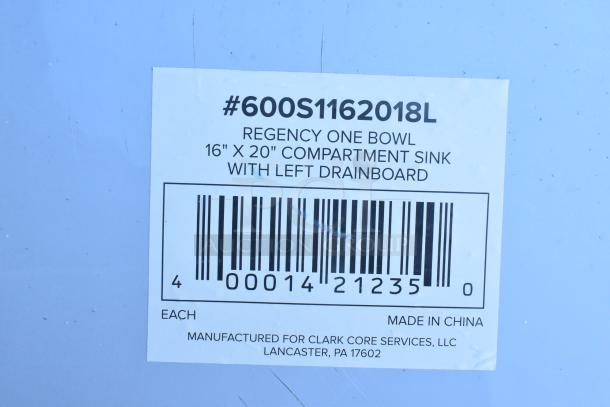 #600S1162018L
REGENCY ONE BOWL
16" X 20" COMPARTMENT SINK
WITH LEFT DRAINBOARD
4 00014 21235 0
EACH MADE IN CHINA
MANUFACTURED FOR CLARK CORE SERVICES, LLC
LANCASTER, PA 17602